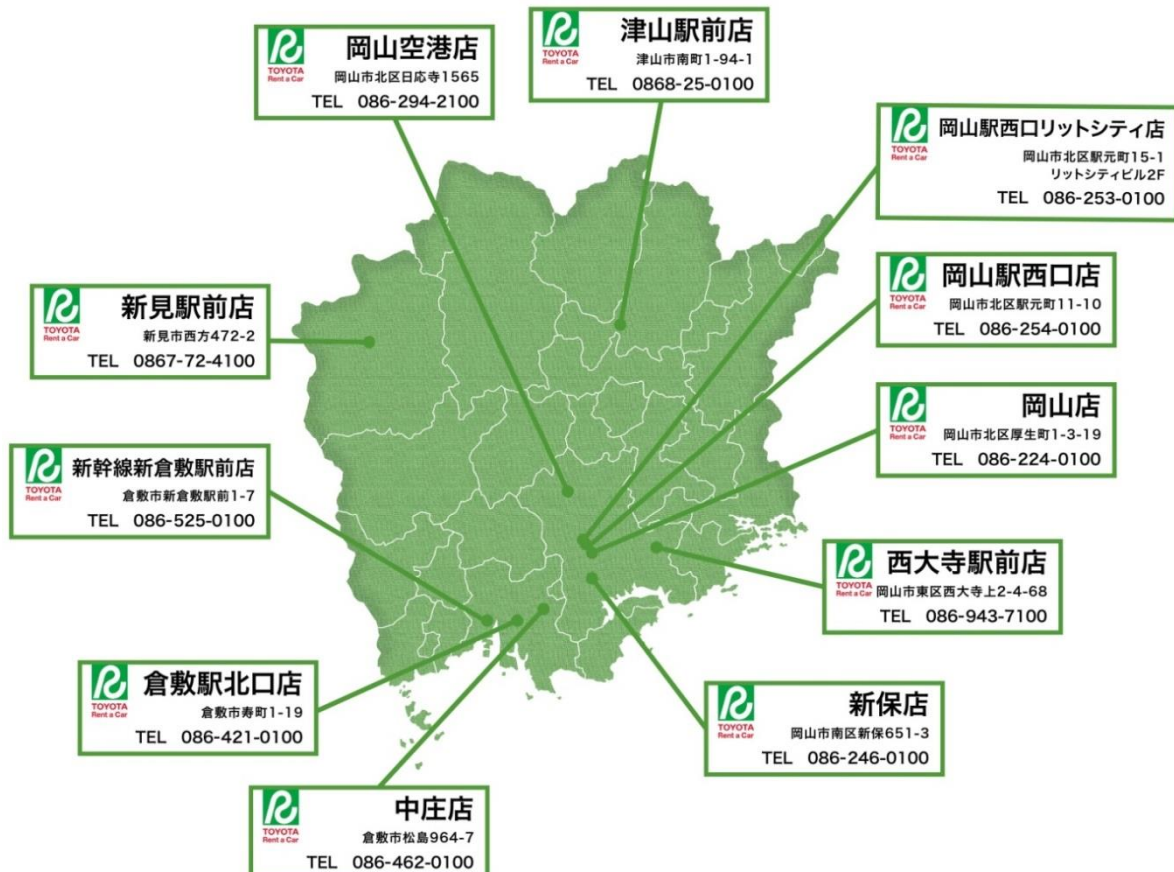 TOYOTA
Rent a Car
岡山空港店
岡山市北区日応寺1565
TEL 086-294-2100
TOYOTA
Rent a Car
津山駅前店
津山市南町1-94-1
TEL 0868-25-0100
TOYOTA
Rent a Car
岡山駅西口リットシティ店
岡山市北区駅元町15-1
リットシティビル2F
TEL 086-253-0100
TOYOTA
Rent a Car
岡山駅西口店
岡山市北区駅元町11-10
TEL 086-254-0100
TOYOTA
Rent a Car
新見駅前店
新見市西方472-2
TEL 0867-72-4100
TOYOTA
Rent a Car
岡山店
岡山市北区厚生町1-3-19
TEL 086-224-0100
TOYOTA
Rent a Car
新幹線新倉敷駅前店
倉敷市新倉敷駅前1-7
TEL 086-525-0100
TOYOTA
Rent a Car
西大寺駅前店
岡山市東区西大寺上2-4-68
TEL 086-943-7100
TOYOTA
Rent a Car
倉敷駅北口店
倉敷市寿町1-19
TEL 086-421-0100
TOYOTA
Rent a Car
新保店
岡山市南区新保651-3
TEL 086-246-0100
TOYOTA
Rent a Car
中庄店
倉敷市松島964-7
TEL 086-462-0100